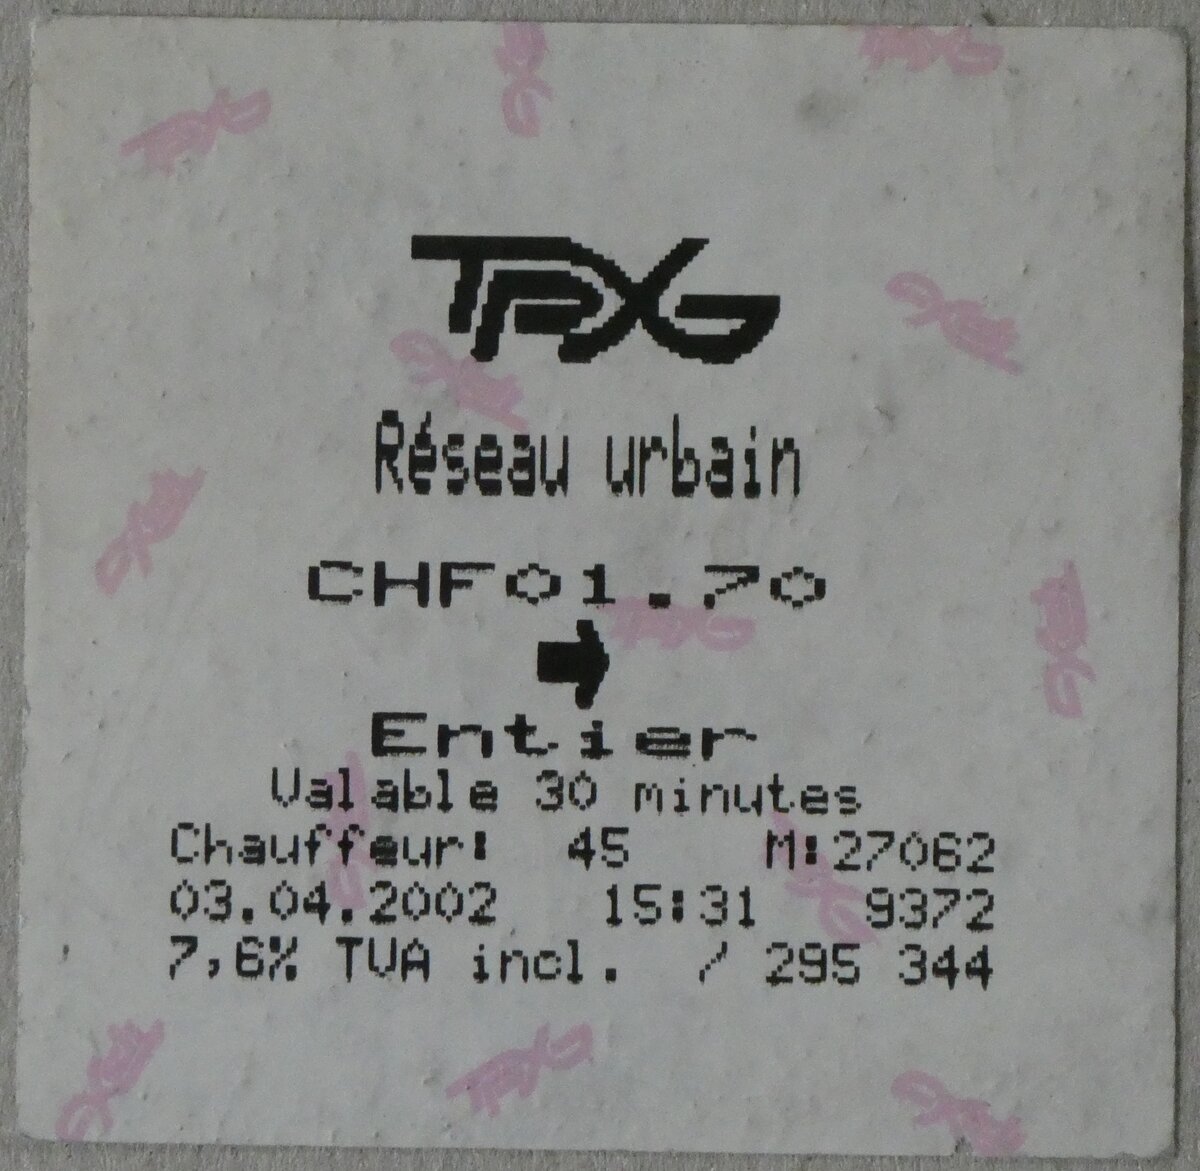 TPG
Réseau urbain
CHF01.70
Entier
Valable 30 minutes
Chauffeur: 45 M:27062
03.04.2002 15:31 9372
7,6% TVA incl. / 295 344